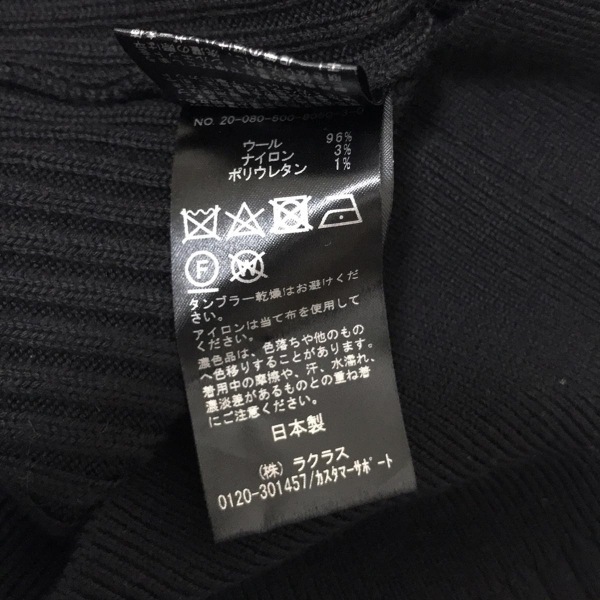 NO. 20-080-600-
ウール 96%
ナイロン 3%
ポリウレタン 1%
F W
タンブラー乾燥はお避けくだ
さい。
アイロンは当て布を使用して
ください。
濃色品は、色落ちや他のもの
へ色移りすることがあります。
着用中の摩擦や、汗、水濡れ、
濃淡差があるものとの重ね着
にご注意ください。
日本製
(株) ラクラス
0120-301457/カスタマーサポート